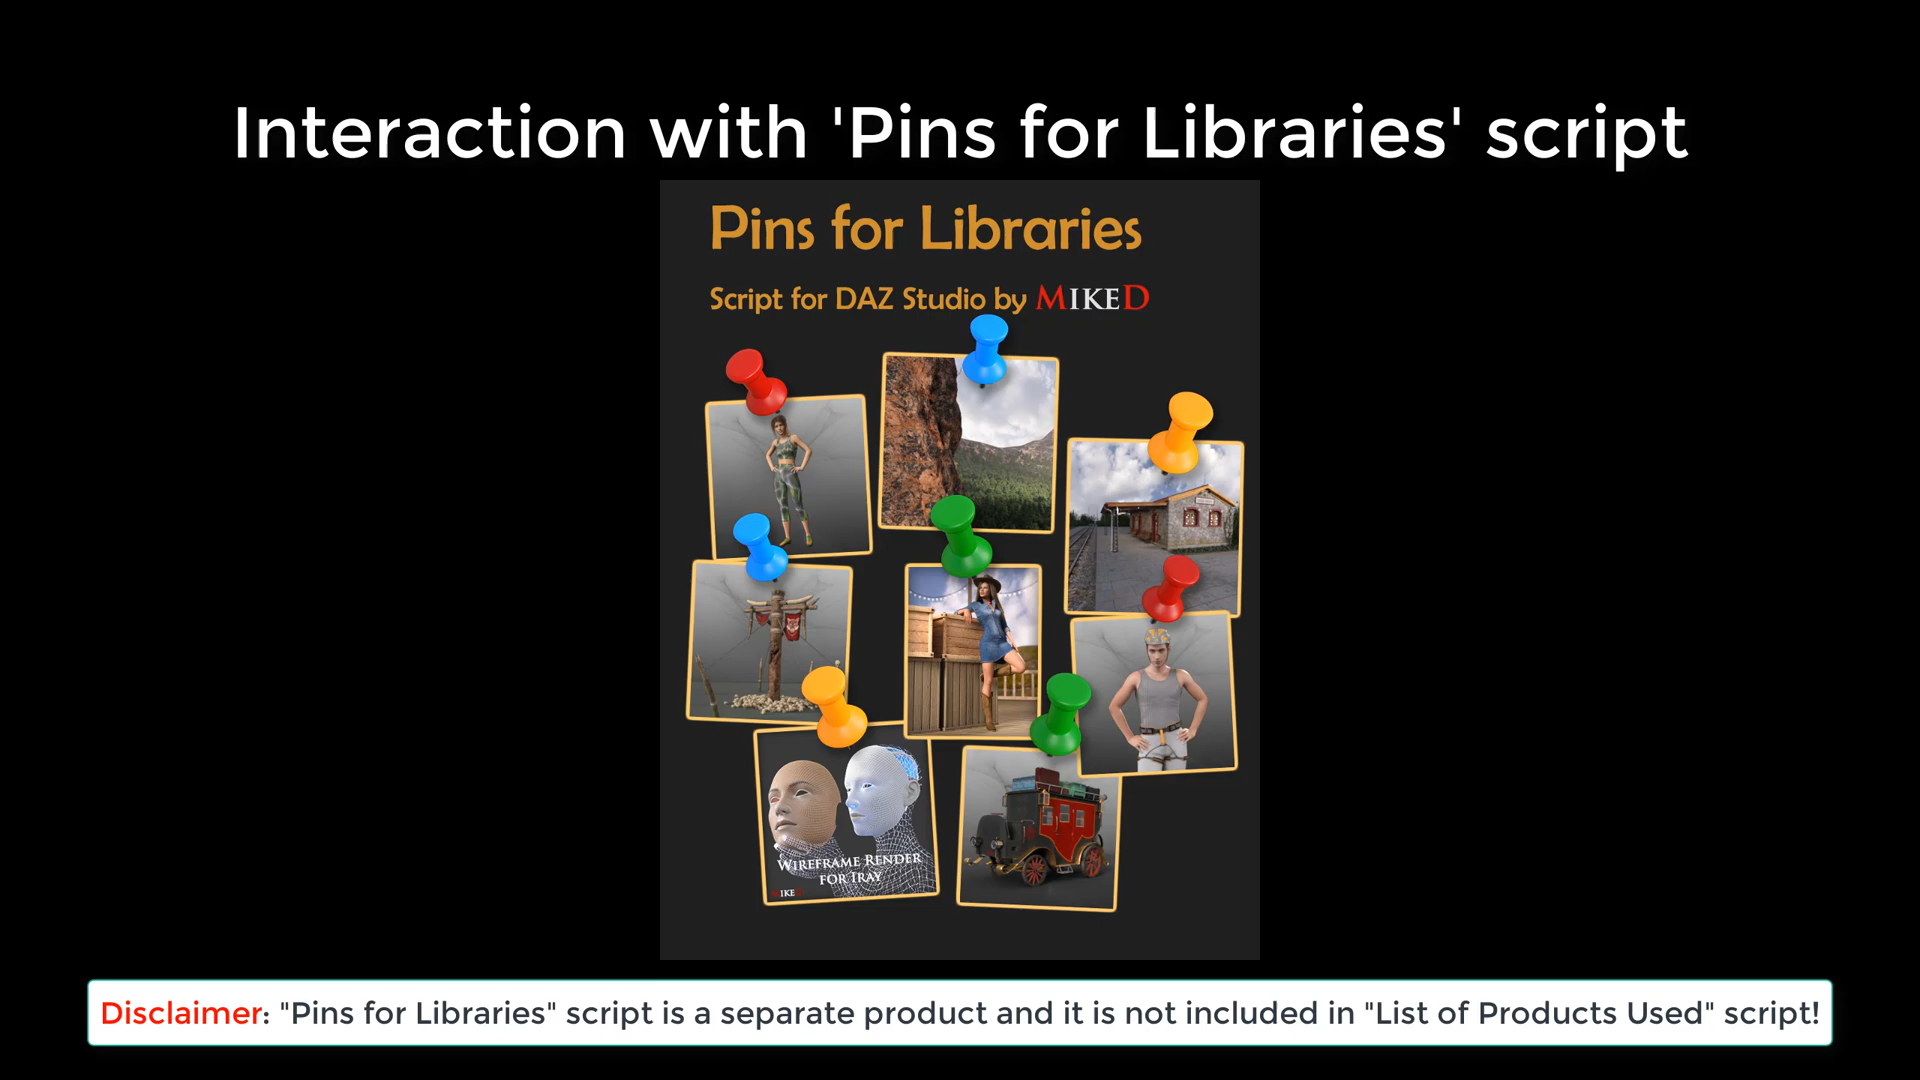 Interaction with 'Pins for Libraries' script
Pins for Libraries
Script for DAZ Studio by MIKED
WIREFRAME RENDER
FOR IRAY
MIKED
Disclaimer: "Pins for Libraries" script is a separate product and it is not included in "List of Products Used" script!